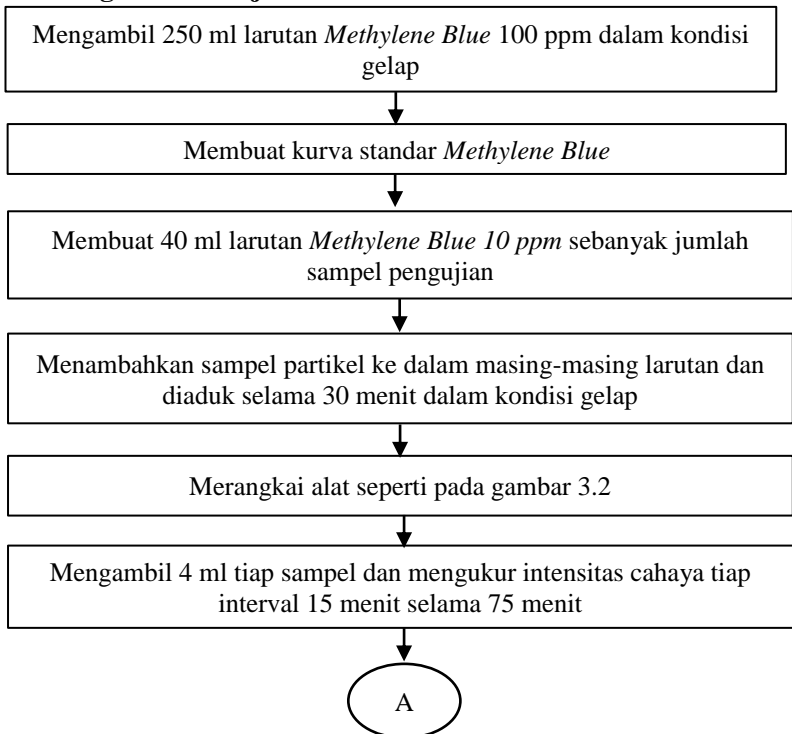 Mengambil 250 ml larutan Methylene Blue 100 ppm dalam kondisi
gelap
Membuat kurva standar Methylene Blue
Membuat 40 ml larutan Methylene Blue 10 ppm sebanyak jumlah
sampel pengujian
Menambahkan sampel partikel ke dalam masing-masing larutan dan
diaduk selama 30 menit dalam kondisi gelap
Merangkai alat seperti pada gambar 3.2
Mengambil 4 ml tiap sampel dan mengukur intensitas cahaya tiap
interval 15 menit selama 75 menit
A